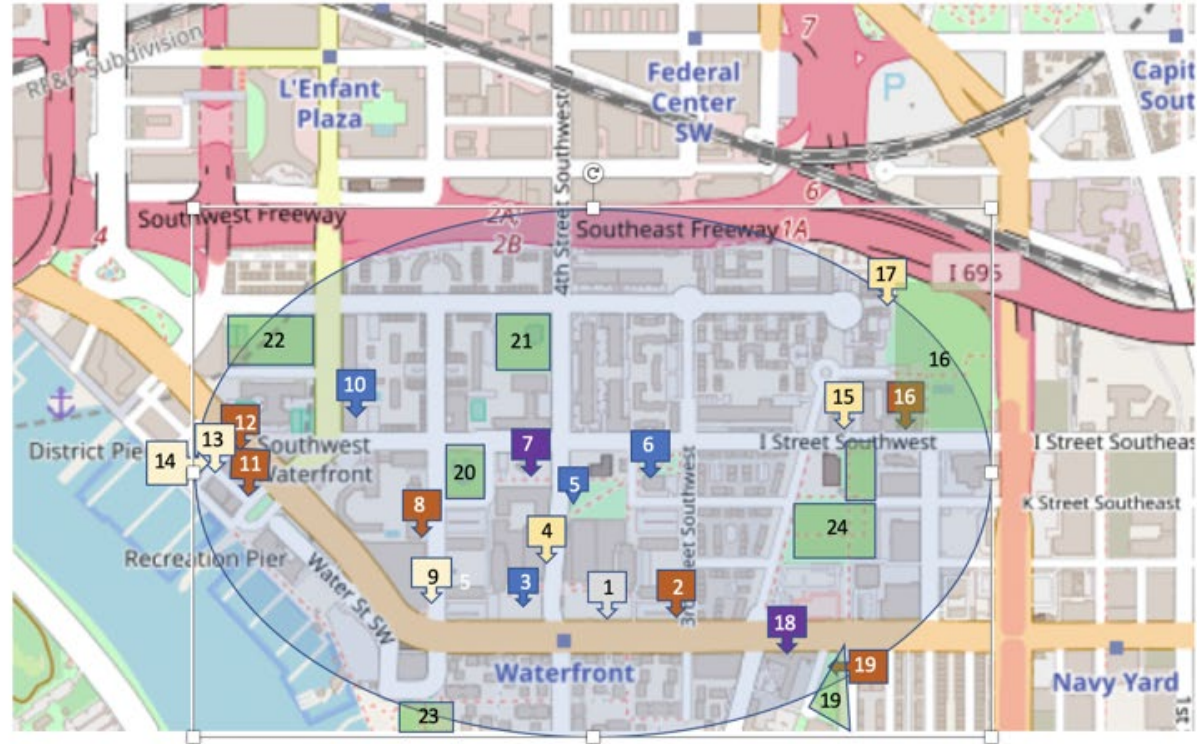 7
RF&P Subdivision
L'Enfant
Plaza
Federal
Center
SW
P
Capit
Sout
4th Street Southwest
6
Southwest Freeway
2A;
2B
Southeast Freeway
1A
4
17
I 695
22
21
16
10
15
16
12
13
14
11
District Pie
Southwest
Waterfront
7
6
I Street Southwest
I Street Southeas
20
5
8
K Street Southeast
24
4
3rd Street Southwest
Recreation Pier
Water St SW
9
5
3
1
2
18
Waterfront
19
19
Navy Yard
23
1st